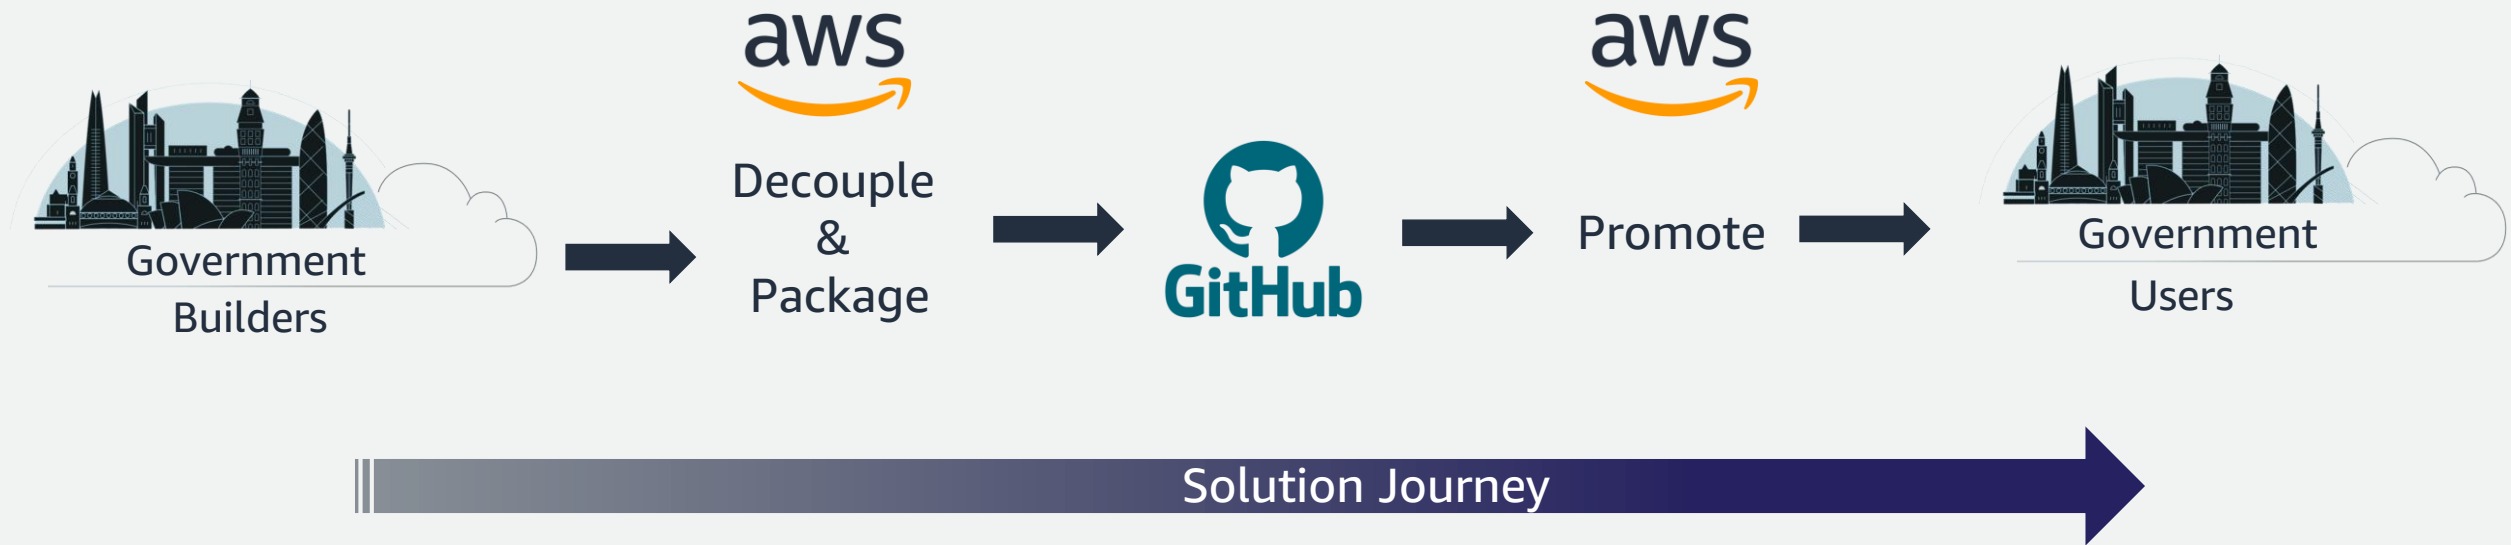 aws
aws
Government
Builders
Decouple
&
Package
GitHub
Promote
Government
Users
Solution Journey